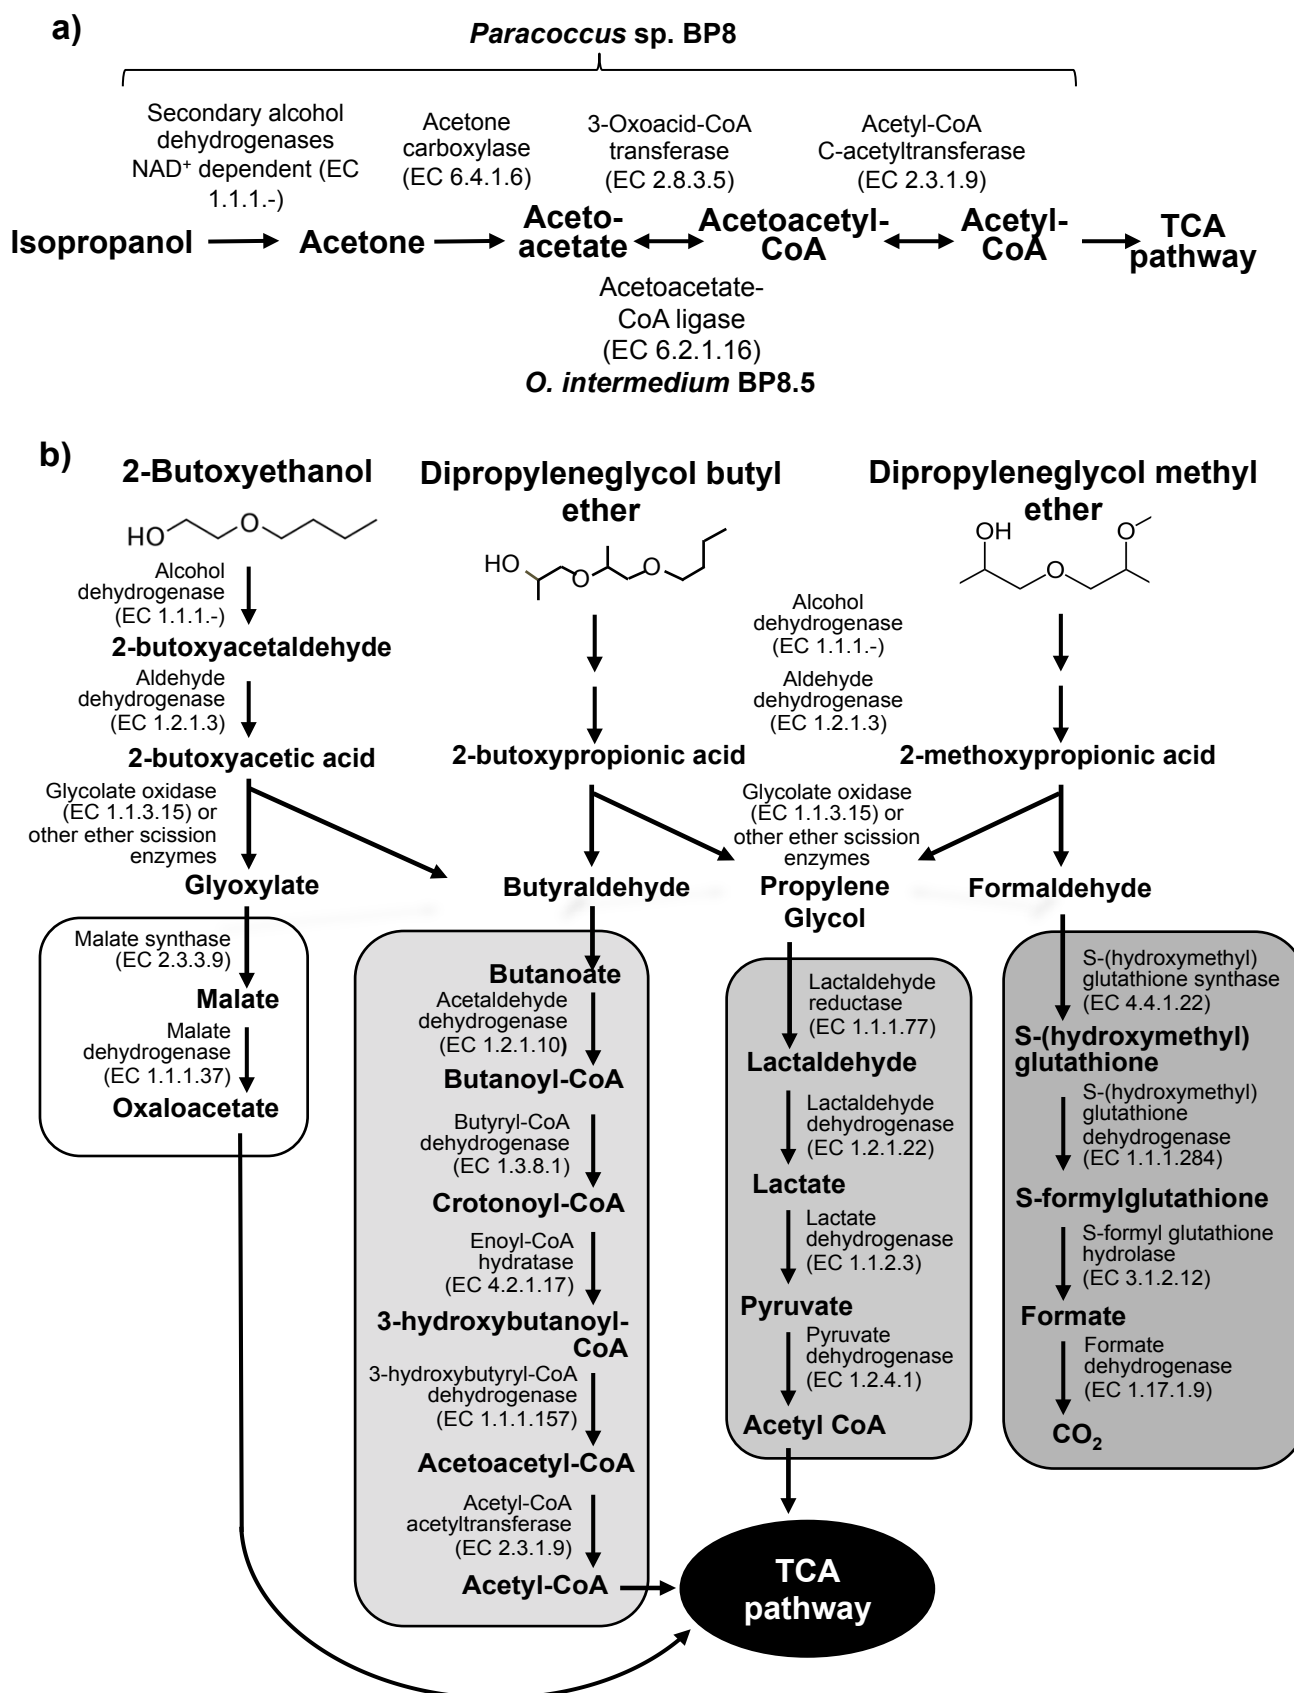 a)
Paracoccus sp. BP8
Secondary alcohol
dehydrogenases
NAD+ dependent (EC
1.1.1.-)
Acetone
carboxylase
(EC 6.4.1.6)
3-Oxoacid-CoA
transferase
(EC 2.8.3.5)
Acetyl-CoA
C-acetyltransferase
(EC 2.3.1.9)
Isopropanol
Acetone
Aceto-
acetate
Acetoacetyl-
CoA
Acetyl-
CoA
TCA
pathway
Acetoacetate-
CoA ligase
(EC 6.2.1.16)
O. intermedium BP8.5
b)
2-Butoxyethanol
HO
O
Alcohol
dehydrogenase
(EC 1.1.1.-)
2-butoxyacetaldehyde
Aldehyde
dehydrogenase
(EC 1.2.1.3)
2-butoxyacetic acid
Glycolate oxidase
(EC 1.1.3.15) or
other ether scission
enzymes
Glyoxylate
Malate synthase
(EC 2.3.3.9)
Malate
Malate
dehydrogenase
(EC 1.1.1.37)
Oxaloacetate
Dipropyleneglycol butyl
ether
HO
O
O
2-butoxypropionic acid
Butyraldehyde
Butanoate
Acetaldehyde
dehydrogenase
(EC 1.2.1.10)
Butanoyl-CoA
Butyryl-CoA
dehydrogenase
(EC 1.3.8.1)
Crotonoyl-CoA
Enoyl-CoA
hydratase
(EC 4.2.1.17)
3-hydroxybutanoyl-
CoA
3-hydroxybutyryl-CoA
dehydrogenase
(EC 1.1.1.157)
Acetoacetyl-CoA
Acetyl-CoA
acetyltransferase
(EC 2.3.1.9)
Acetyl-CoA
Dipropyleneglycol methyl
ether
OH
O
O
Alcohol
dehydrogenase
(EC 1.1.1.-)
Aldehyde
dehydrogenase
(EC 1.2.1.3)
2-methoxypropionic acid
Glycolate oxidase
(EC 1.1.3.15) or
other ether scission
enzymes
Propylene
Glycol
Lactaldehyde
reductase
(EC 1.1.1.77)
Lactaldehyde
Lactaldehyde
dehydrogenase
(EC 1.2.1.22)
Lactate
Lactate
dehydrogenase
(EC 1.1.2.3)
Pyruvate
Pyruvate
dehydrogenase
(EC 1.2.4.1)
Acetyl CoA
Formaldehyde
S-(hydroxymethyl)
glutathione synthase
(EC 4.4.1.22)
S-(hydroxymethyl)
glutathione
S-(hydroxymethyl)
glutathione
dehydrogenase
(EC 1.1.1.284)
S-formylglutathione
S-formyl glutathione
hydrolase
(EC 3.1.2.12)
Formate
Formate
dehydrogenase
(EC 1.17.1.9)
CO2
TCA
pathway